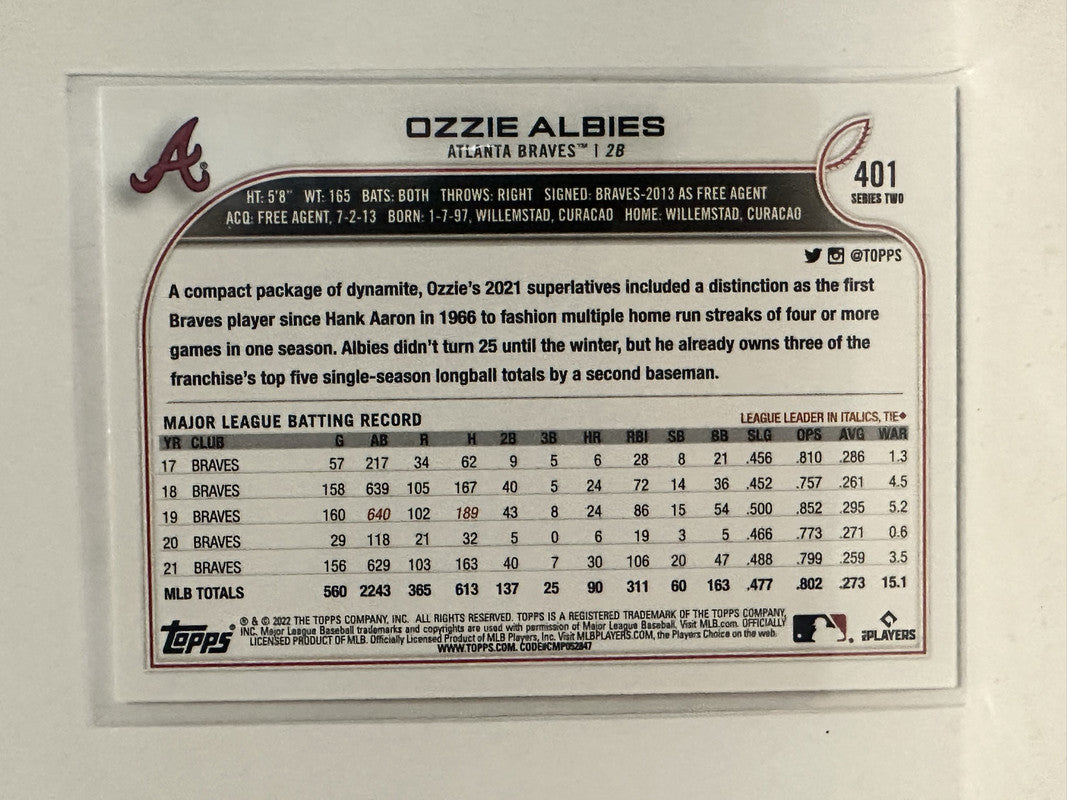 OZZIE ALBIES
ATLANTA BRAVES™ | 2B
401
SERIES TWO
HT: 5'8" WT: 165 BATS: BOTH THROWS: RIGHT SIGNED: BRAVES-2013 AS FREE AGENT
ACQ: FREE AGENT, 7-2-13 BORN: 1-7-97, WILLEMSTAD, CURACAO HOME: WILLEMSTAD, CURACAO
@TOPPS
A compact package of dynamite, Ozzie's 2021 superlatives included a distinction as the first
Braves player since Hank Aaron in 1966 to fashion multiple home run streaks of four or more
games in one season. Albies didn't turn 25 until the winter, but he already owns three of the
franchise's top five single-season longball totals by a second baseman.
MAJOR LEAGUE BATTING RECORD LEAGUE LEADER IN ITALICS, TIE◆
YR CLUB G AB R H 2B 3B HR RBI SB BB SLG OPS AVG WAR
17 BRAVES 57 217 34 62 9 5 6 28 8 21 .456 .810 .286 1.3
18 BRAVES 158 639 105 167 40 5 24 72 14 36 .452 .757 .261 4.5
19 BRAVES 160 640 102 189 43 8 24 86 15 54 .500 .852 .295 5.2
20 BRAVES 29 118 21 32 5 0 6 19 3 5 .466 .773 .271 0.6
21 BRAVES 156 629 103 163 40 7 30 106 20 47 .488 .799 .259 3.5
MLB TOTALS 560 2243 365 613 137 25 90 311 60 163 .477 .802 .273 15.1
TOPPS®
® & © 2022 THE TOPPS COMPANY, INC. ALL RIGHTS RESERVED. TOPPS IS A REGISTERED TRADEMARK OF THE TOPPS COMPANY,
INC. Major League Baseball trademarks and copyrights are used with permission of Major League Baseball. Visit MLB.com. OFFICIALLY
LICENSED PRODUCT OF MLB. Officially Licensed Product of MLB Players, Inc. Visit MLBPLAYERS.COM, the Players Choice on the web.
WWW.TOPPS.COM. CODE#CMP052847
PLAYERS